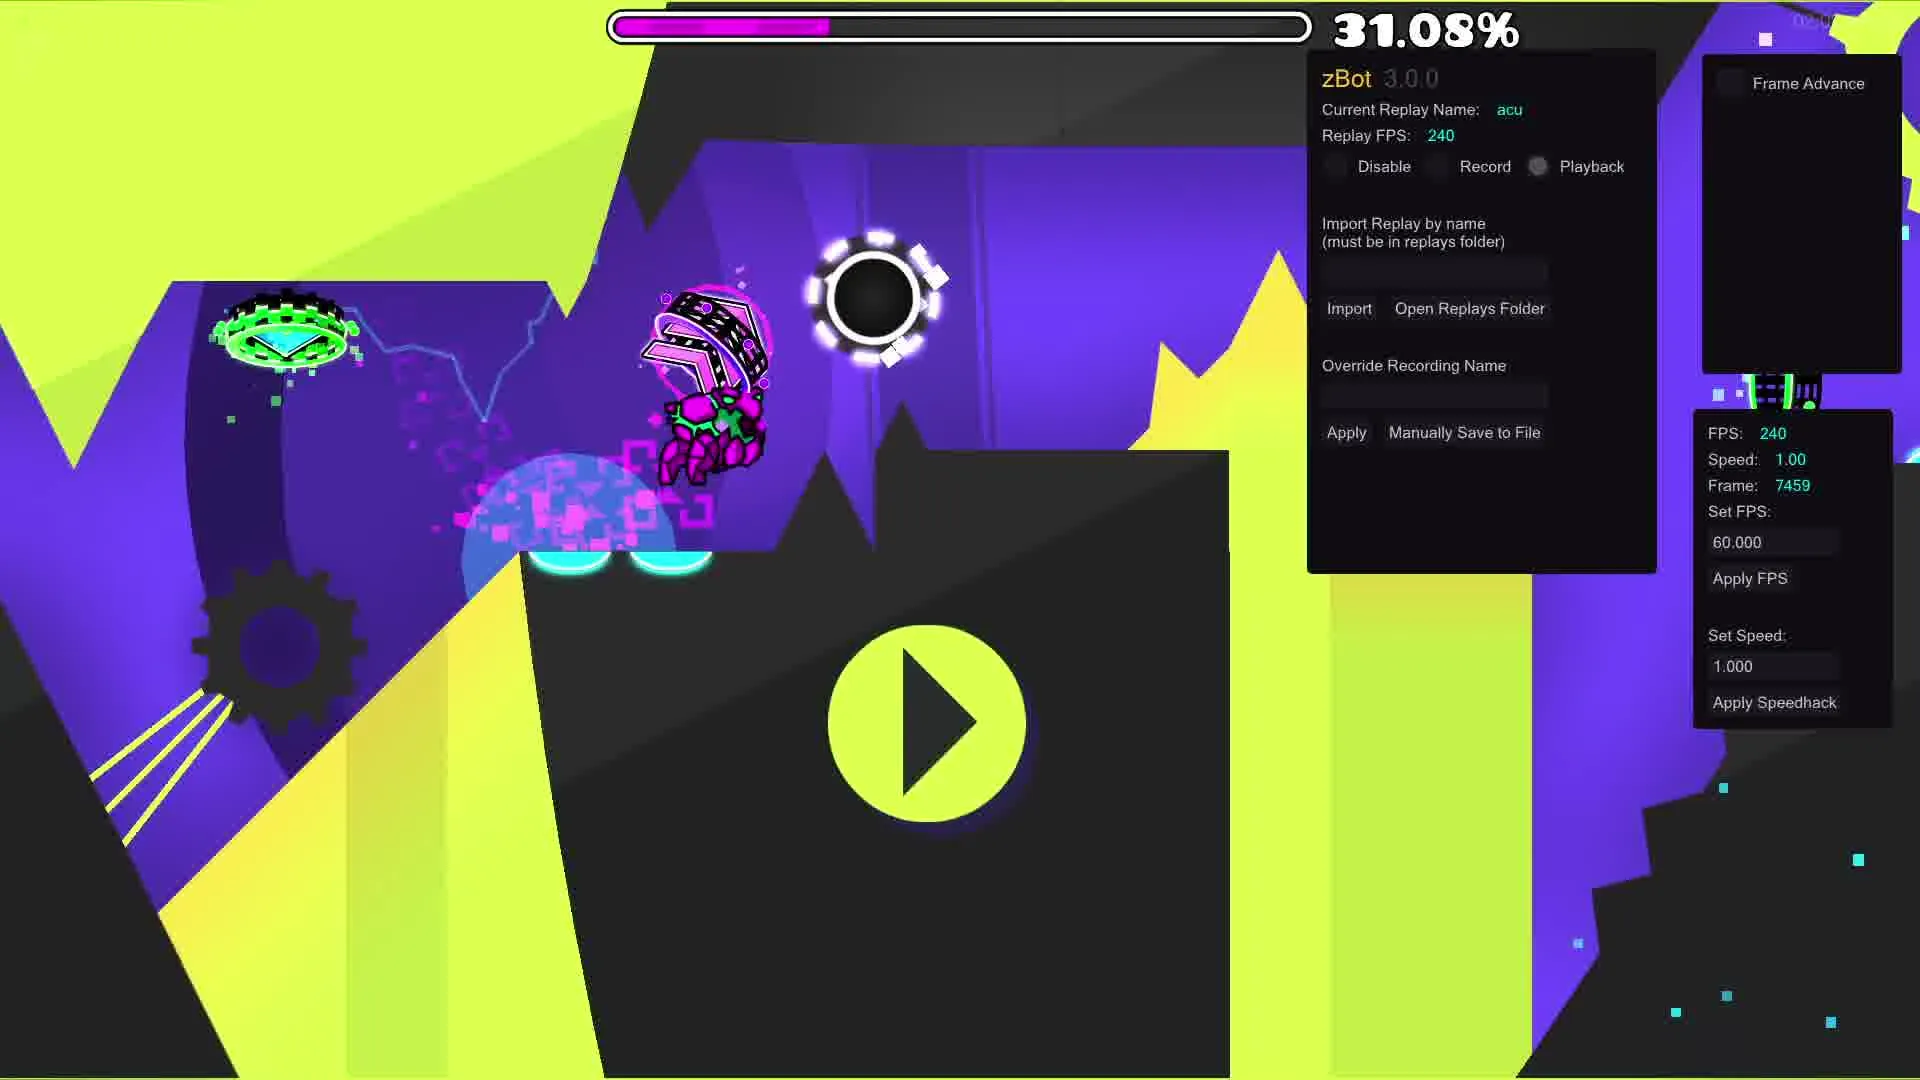 31.08%
zBot 3.0.0
Current Replay Name: acu
Replay FPS: 240
Disable Record Playback
Import Replay by name
(must be in replays folder)
Import Open Replays Folder
Override Recording Name
Apply Manually Save to File
Frame Advance
FPS: 240
Speed: 1.00
Frame: 7459
Set FPS:
60.000
Apply FPS
Set Speed:
1.000
Apply Speedhack